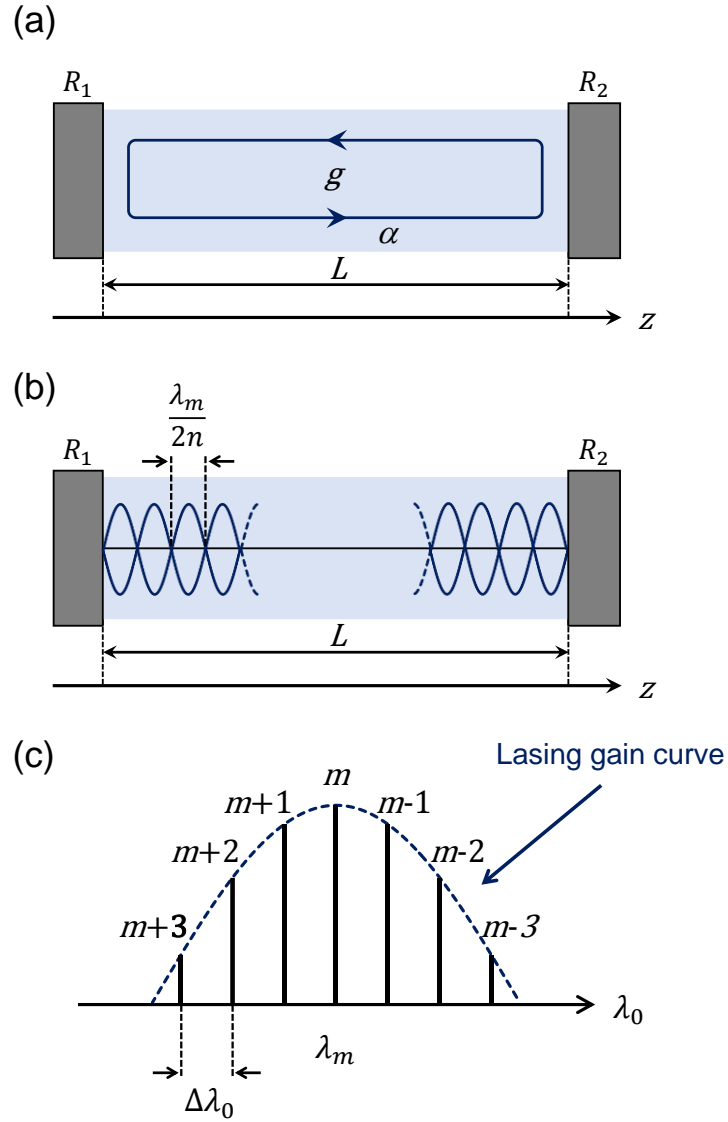 (a)
R₁
R₂
g
α
L
z
(b)
λₘ
2n
R₁
R₂
L
z
(c)
Lasing gain curve
m
m+1
m-1
m+2
m-2
m+3
m-3
λ₀
λₘ
Δλ₀